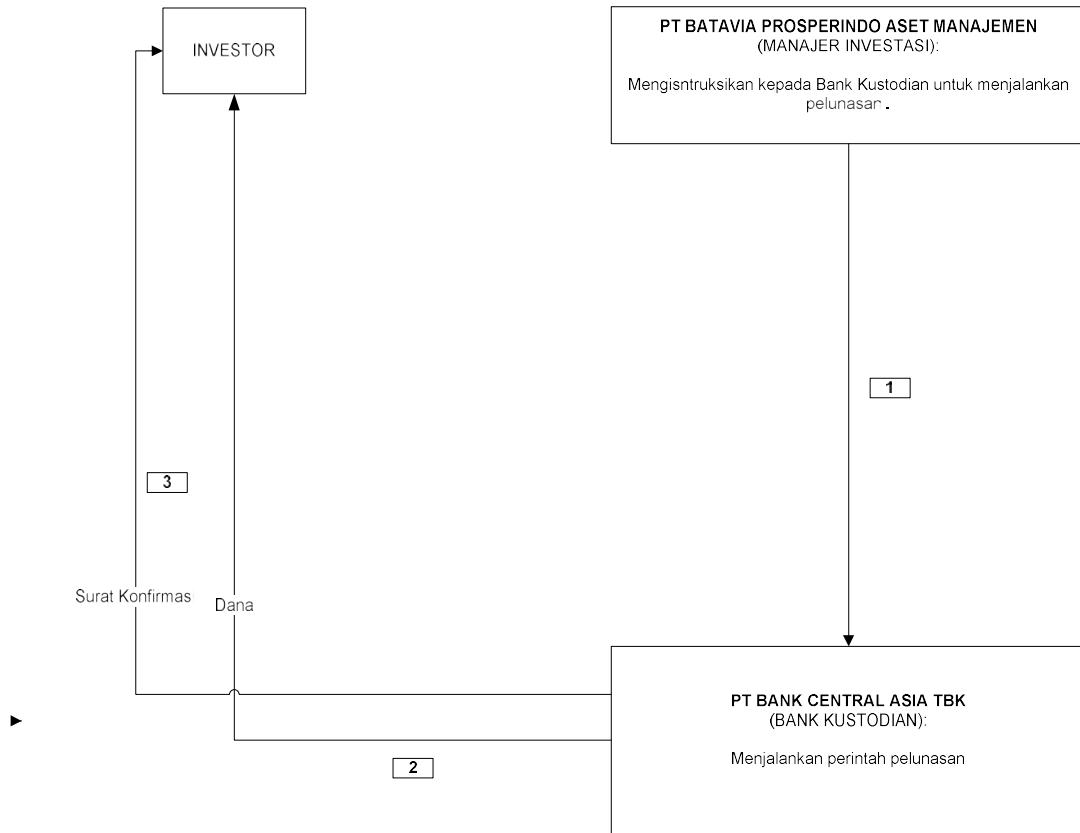 INVESTOR
PT BATAVIA PROSPERINDO ASET MANAJEMEN
(MANAJER INVESTASI):
Mengisntruksikan kepada Bank Kustodian untuk menjalankan
pelunasan.
1
3
Surat Konfirmas
Dana
PT BANK CENTRAL ASIA TBK
(BANK KUSTODIAN):
Menjalankan perintah pelunasan
2